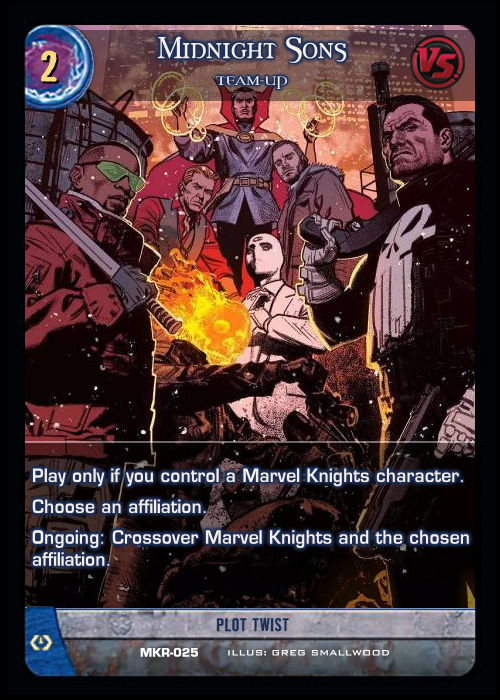 2
MIDNIGHT SONS
VS.
TEAM-UP
Play only if you control a Marvel Knights character.
Choose an affiliation.
Ongoing: Crossover Marvel Knights and the chosen
affiliation.
PLOT TWIST
MKR-025 ILLUS: GREG SMALLWOOD